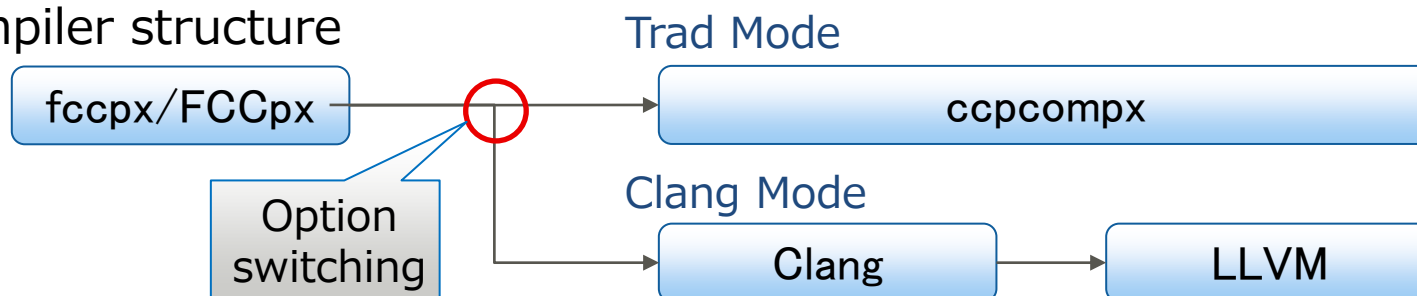 mpiler structure
Trad Mode
fccpx/FCCpx
ccpcompx
Option
switching
Clang Mode
Clang
LLVM